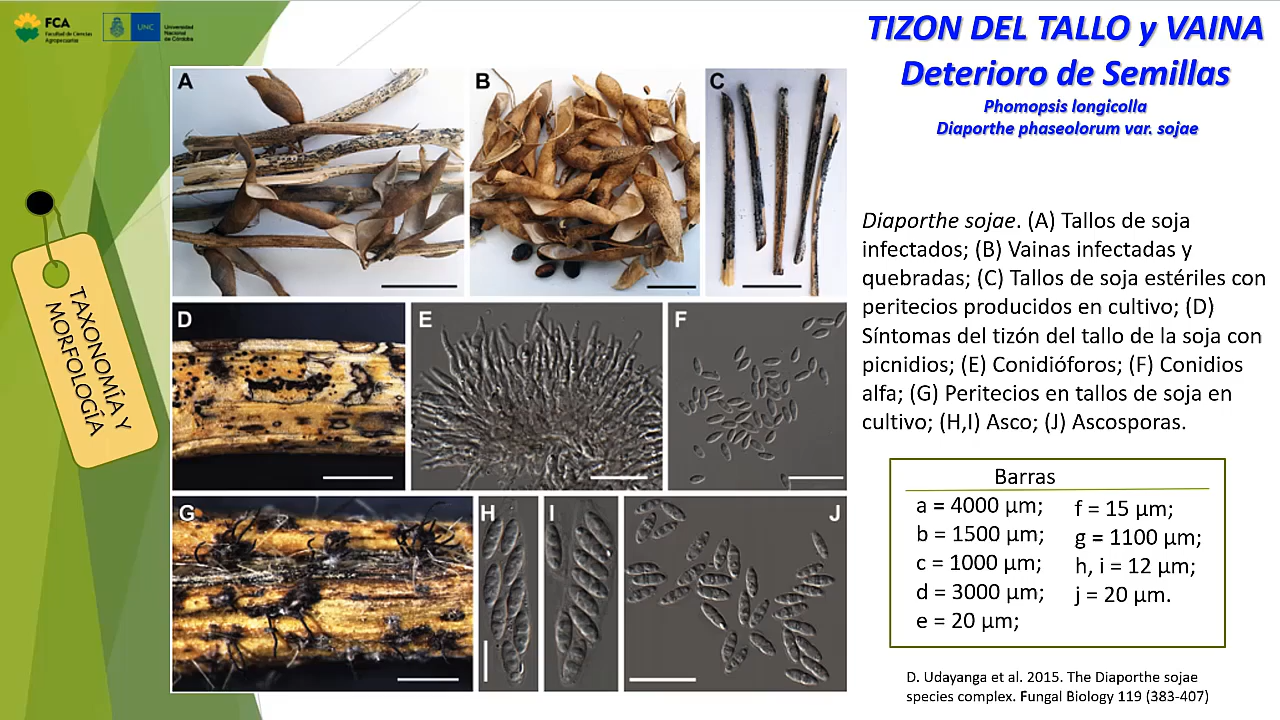 FCA
Facultad de Ciencias
Agropecuarias
UNC
Universidad
Nacional
de Córdoba
TIZON DEL TALLO y VAINA
Deterioro de Semillas
Phomopsis longicolla
Diaporthe phaseolorum var. sojae
TAXONOMÍA Y
MORFOLOGÍA
A
B
C
D
E
F
G
H
I
J
Diaporthe sojae. (A) Tallos de soja
infectados; (B) Vainas infectadas y
quebradas; (C) Tallos de soja estériles con
peritecios producidos en cultivo; (D)
Síntomas del tizón del tallo de la soja con
picnidios; (E) Conidióforos; (F) Conidios
alfa; (G) Peritecios en tallos de soja en
cultivo; (H,I) Asco; (J) Ascosporas.
Barras
a = 4000 µm;
b = 1500 µm;
c = 1000 µm;
d = 3000 µm;
e = 20 µm;
f = 15 µm;
g = 1100 µm;
h, i = 12 µm;
j = 20 µm.
D. Udayanga et al. 2015. The Diaporthe sojae
species complex. Fungal Biology 119 (383-407)